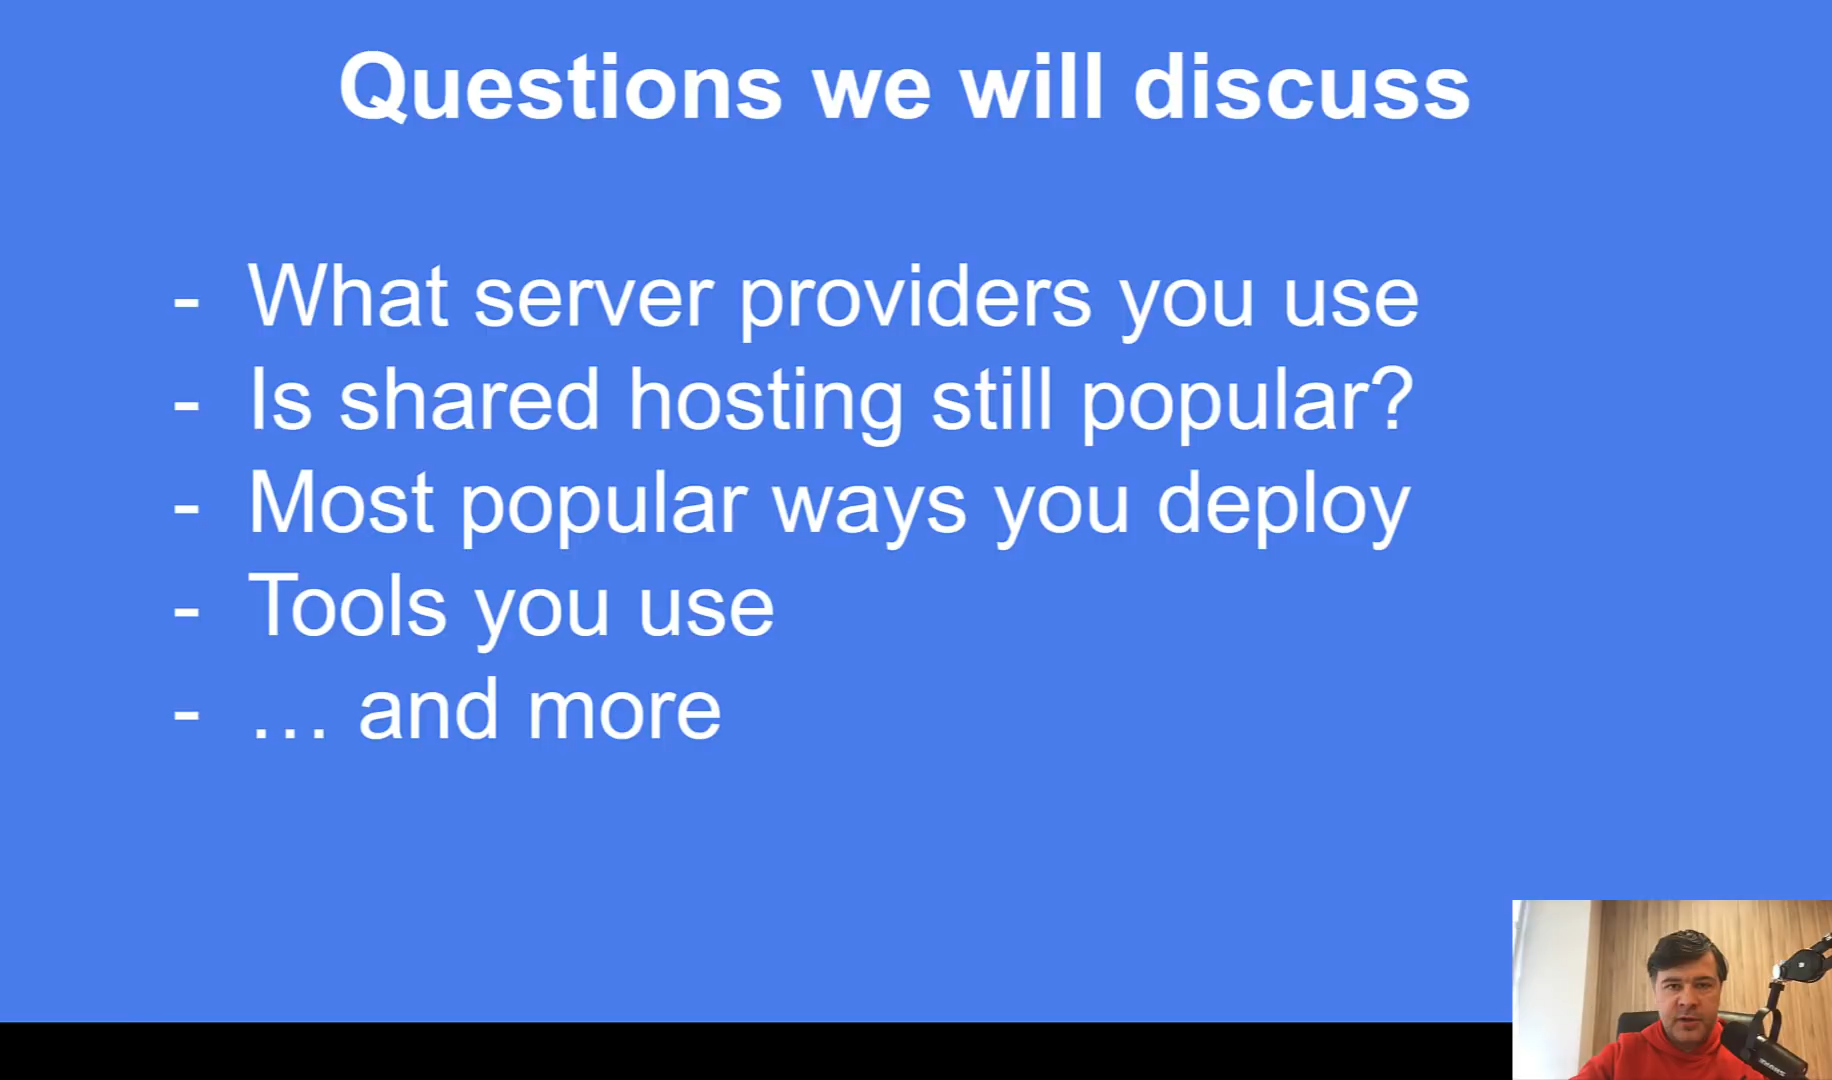 Questions we will discuss
- What server providers you use
- Is shared hosting still popular?
- Most popular ways you deploy
- Tools you use
- … and more